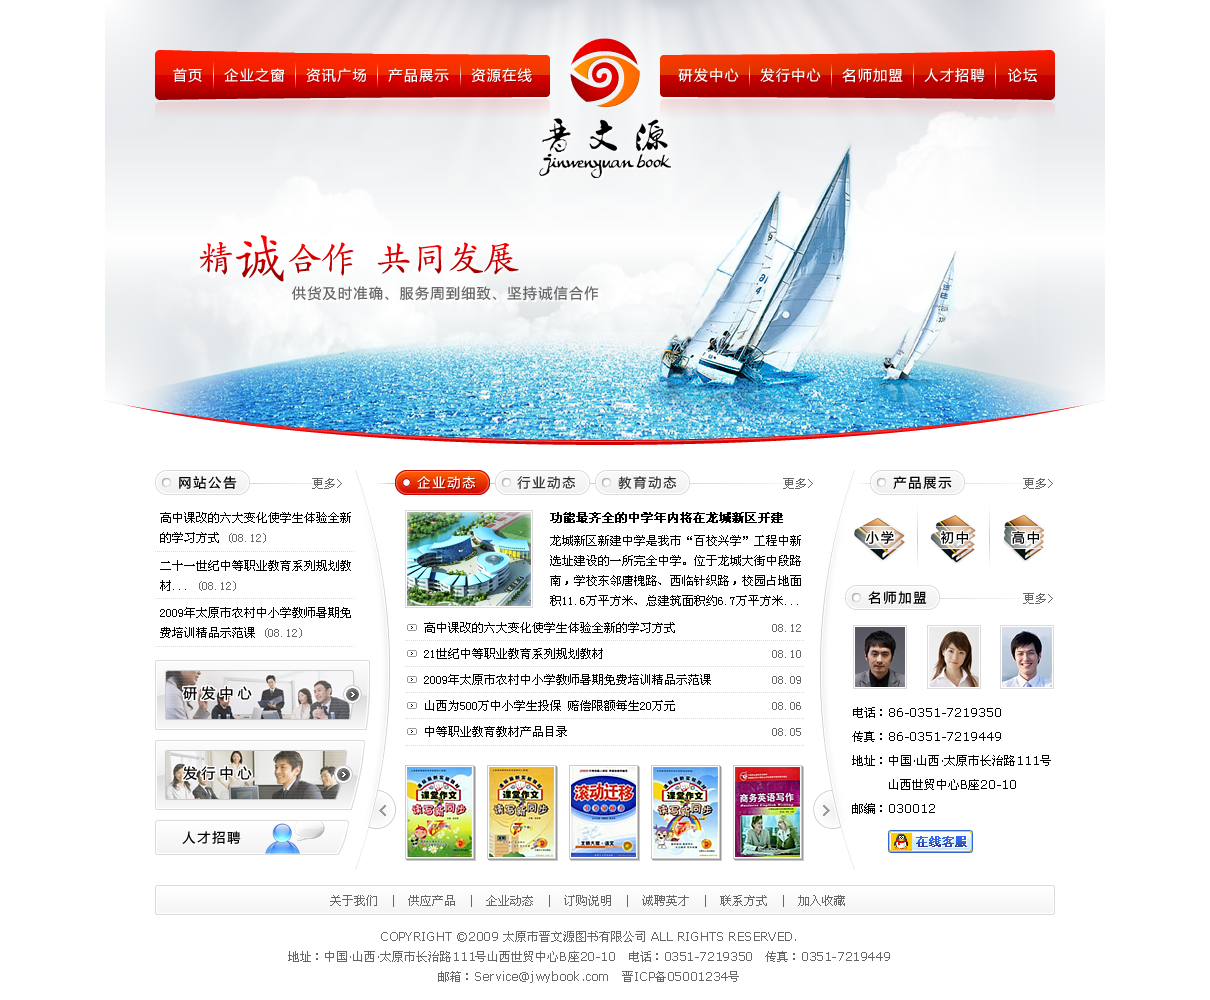 首页 企业之窗 资讯广场 产品展示 资源在线
研发中心 发行中心 名师加盟 人才招聘 论坛
晋文源
jinwenyuan book
精诚合作 共同发展
供货及时准确、服务周到细致、坚持诚信合作
网站公告 更多>
高中课改的六大变化使学生体验全新
的学习方式 (08.12)
二十一世纪中等职业教育系列规划教
材... (08.12)
2009年太原市农村中小学教师暑期免
费培训精品示范课 (08.12)
研发中心
发行中心
人才招聘
企业动态 行业动态 教育动态 更多>
功能最齐全的中学年内将在龙城新区开建
龙城新区新建中学是我市“百校兴学”工程中新
选址建设的一所完全中学。位于龙城大街中段路
南，学校东邻唐槐路、西临针织路，校园占地面
积11.6万平方米、总建筑面积约6.7万平方米...
高中课改的六大变化使学生体验全新的学习方式 08.12
21世纪中等职业教育系列规划教材 08.10
2009年太原市农村中小学教师暑期免费培训精品示范课 08.09
山西为500万中小学生投保 赔偿限额每生20万元 08.06
中等职业教育教材产品目录 08.05
课堂作文
读写新同步
课堂作文
读写新同步
滚动迁移
课堂作文
读写新同步
商务英语写作
产品展示 更多>
小学 初中 高中
名师加盟 更多>
电话：86-0351-7219350
传真：86-0351-7219449
地址：中国·山西·太原市长治路111号
山西世贸中心B座20-10
邮编：030012
在线客服
关于我们 | 供应产品 | 企业动态 | 订购说明 | 诚聘英才 | 联系方式 | 加入收藏
COPYRIGHT ©2009 太原市晋文源图书有限公司 ALL RIGHTS RESERVED.
地址：中国·山西·太原市长治路111号山西世贸中心B座20-10 电话：0351-7219350 传真：0351-7219449
邮箱：Service@jwybook.com 晋ICP备05001234号